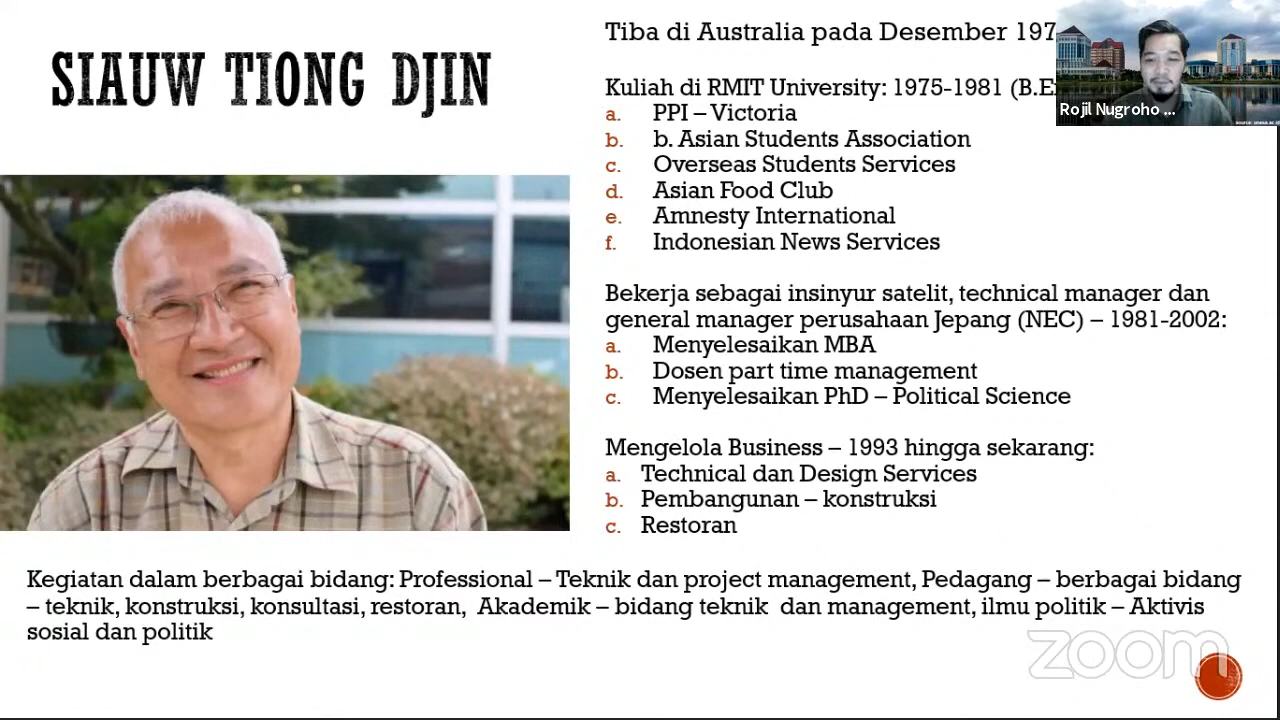 SIAUW TIONG DJIN
Tiba di Australia pada Desember 197
Kuliah di RMIT University: 1975-1981 (B.E
a. PPI – Victoria
b. b. Asian Students Association
c. Overseas Students Services
d. Asian Food Club
e. Amnesty International
f. Indonesian News Services
Bekerja sebagai insinyur satelit, technical manager dan
general manager perusahaan Jepang (NEC) – 1981-2002:
a. Menyelesaikan MBA
b. Dosen part time management
c. Menyelesaikan PhD – Political Science
Mengelola Business – 1993 hingga sekarang:
a. Technical dan Design Services
b. Pembangunan – konstruksi
c. Restoran
Kegiatan dalam berbagai bidang: Professional – Teknik dan project management, Pedagang – berbagai bidang
– teknik, konstruksi, konsultasi, restoran, Akademik – bidang teknik dan management, ilmu politik – Aktivis
sosial dan politik
Rojil Nugroho ...
zoom